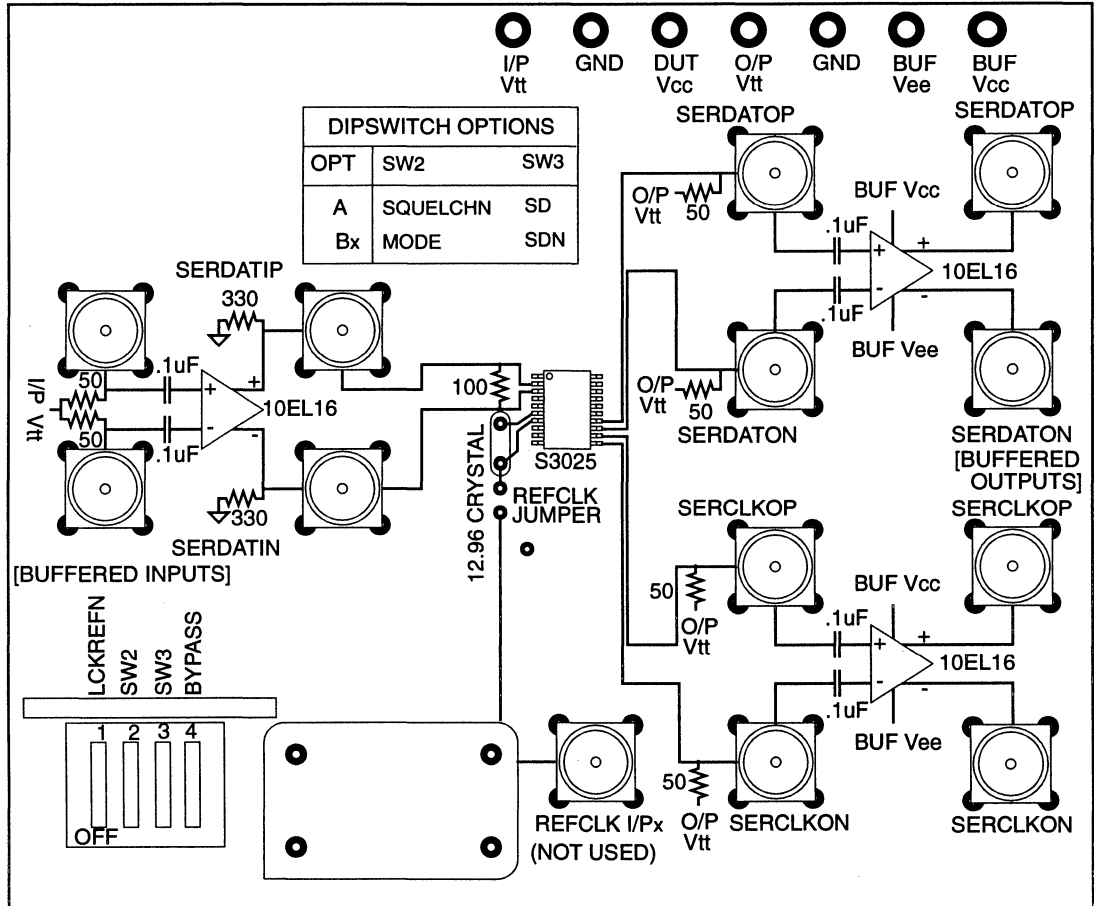 I/P
Vtt
GND
DUT
Vcc
O/P
Vtt
GND
BUF
Vee
BUF
Vcc
DIPSWITCH OPTIONS
OPT SW2 SW3
A SQUELCHN SD
Bx MODE SDN
SERDATOP
SERDATOP
O/P
Vtt
50
BUF Vcc
.1uF
+
+
10EL16
-
-
.1uF
BUF Vee
O/P
Vtt
50
SERDATON
SERDATON
[BUFFERED
OUTPUTS]
SERDATIP
330
I/P Vtt
50
.1uF
+
+
10EL16
-
-
50
.1uF
330
SERDATIN
[BUFFERED INPUTS]
100
S3025
12.96 CRYSTAL
REFCLK
JUMPER
SERCLKOP
SERCLKOP
50
O/P
Vtt
BUF Vcc
.1uF
+
+
10EL16
-
-
.1uF
BUF Vee
50
O/P
Vtt
SERCLKON
SERCLKON
LCKREFN
SW2
SW3
BYPASS
1 2 3 4
OFF
REFCLK I/Px
(NOT USED)